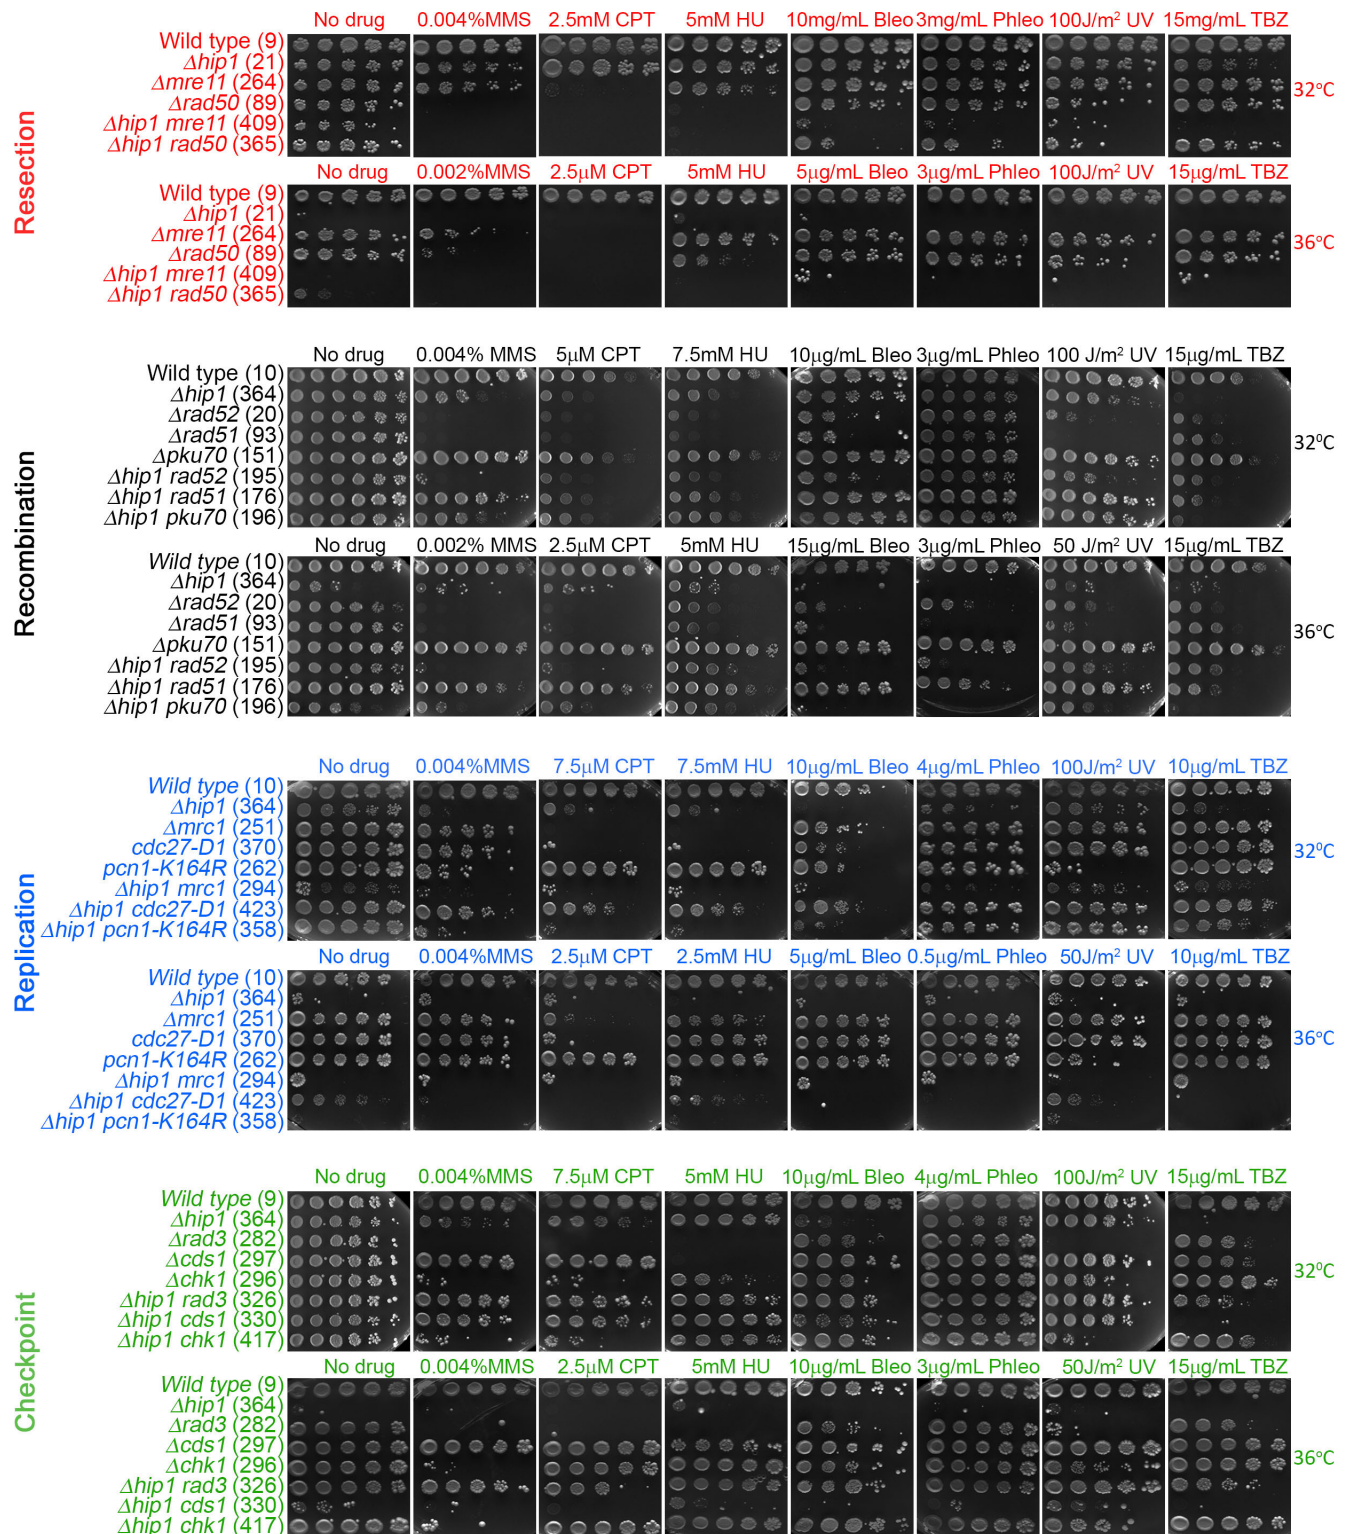 No drug 0.004%MMS 2.5mM CPT 5mM HU 10mg/mL Bleo 3mg/mL Phleo 100J/m² UV 15mg/mL TBZ
Wild type (9)
Δhip1 (21)
Δmre11 (264)
Δrad50 (89)
Δhip1 mre11 (409)
Δhip1 rad50 (365)
32°C
Resection
No drug 0.002%MMS 2.5µM CPT 5mM HU 5µg/mL Bleo 3µg/mL Phleo 100J/m² UV 15µg/mL TBZ
Wild type (9)
Δhip1 (21)
Δmre11 (264)
Δrad50 (89)
Δhip1 mre11 (409)
Δhip1 rad50 (365)
36°C
No drug 0.004% MMS 5µM CPT 7.5mM HU 10µg/mL Bleo 3µg/mL Phleo 100 J/m² UV 15µg/mL TBZ
Wild type (10)
Δhip1 (364)
Δrad52 (20)
Δrad51 (93)
Δpku70 (151)
Δhip1 rad52 (195)
Δhip1 rad51 (176)
Δhip1 pku70 (196)
32⁰C
Recombination
No drug 0.002% MMS 2.5µM CPT 5mM HU 15µg/mL Bleo 3µg/mL Phleo 50 J/m² UV 15µg/mL TBZ
Wild type (10)
Δhip1 (364)
Δrad52 (20)
Δrad51 (93)
Δpku70 (151)
Δhip1 rad52 (195)
Δhip1 rad51 (176)
Δhip1 pku70 (196)
36°C
No drug 0.004%MMS 7.5µM CPT 7.5mM HU 10µg/mL Bleo 4µg/mL Phleo 100J/m² UV 10µg/mL TBZ
Wild type (10)
Δhip1 (364)
Δmrc1 (251)
cdc27-D1 (370)
pcn1-K164R (262)
Δhip1 mrc1 (294)
Δhip1 cdc27-D1 (423)
Δhip1 pcn1-K164R (358)
32⁰C
Replication
No drug 0.004%MMS 2.5µM CPT 2.5mM HU 5µg/mL Bleo 0.5µg/mL Phleo 50J/m² UV 10µg/mL TBZ
Wild type (10)
Δhip1 (364)
Δmrc1 (251)
cdc27-D1 (370)
pcn1-K164R (262)
Δhip1 mrc1 (294)
Δhip1 cdc27-D1 (423)
Δhip1 pcn1-K164R (358)
36°C
No drug 0.004%MMS 7.5µM CPT 5mM HU 10µg/mL Bleo 4µg/mL Phleo 100J/m² UV 15µg/mL TBZ
Wild type (9)
Δhip1 (364)
Δrad3 (282)
Δcds1 (297)
Δchk1 (296)
Δhip1 rad3 (326)
Δhip1 cds1 (330)
Δhip1 chk1 (417)
32⁰C
Checkpoint
No drug 0.004%MMS 2.5µM CPT 5mM HU 10µg/mL Bleo 3µg/mL Phleo 50J/m² UV 15µg/mL TBZ
Wild type (9)
Δhip1 (364)
Δrad3 (282)
Δcds1 (297)
Δchk1 (296)
Δhip1 rad3 (326)
Δhip1 cds1 (330)
Δhip1 chk1 (417)
36°C